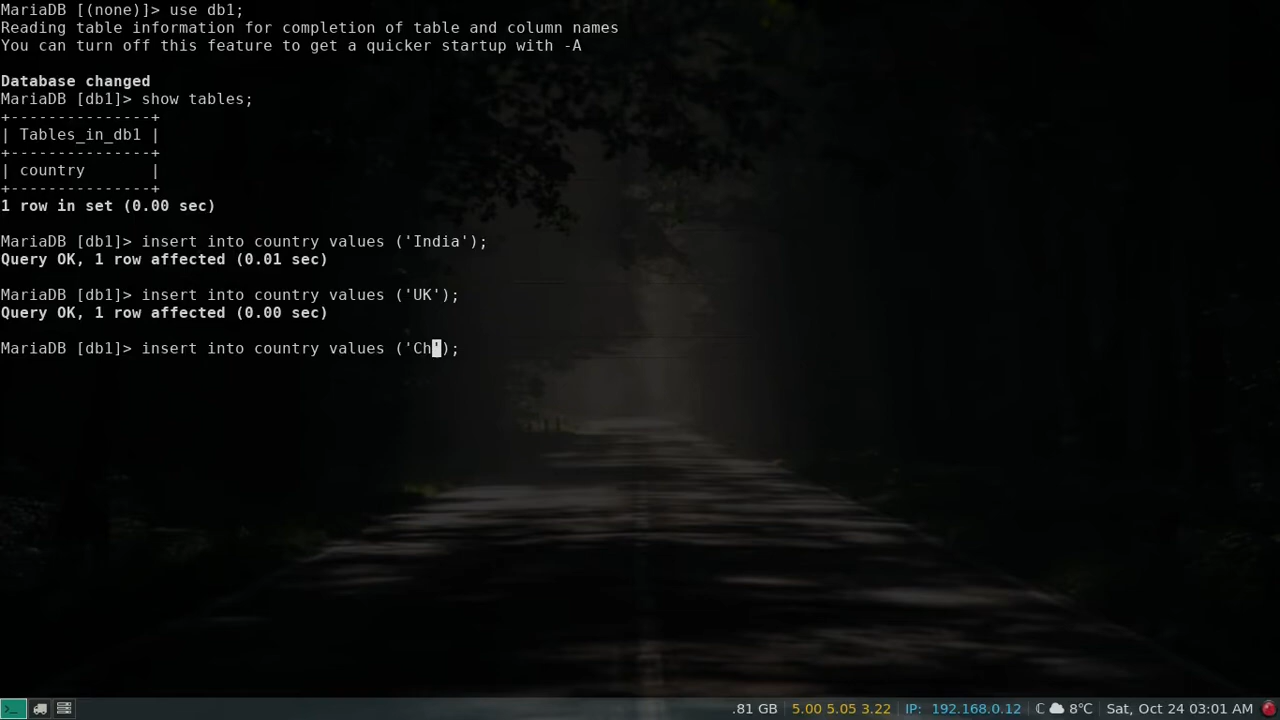 MariaDB [(none)]> use db1;
Reading table information for completion of table and column names
You can turn off this feature to get a quicker startup with -A
Database changed
MariaDB [db1]> show tables;
+---------------+
| Tables_in_db1 |
+---------------+
| country       |
+---------------+
1 row in set (0.00 sec)
MariaDB [db1]> insert into country values ('India');
Query OK, 1 row affected (0.01 sec)
MariaDB [db1]> insert into country values ('UK');
Query OK, 1 row affected (0.00 sec)
MariaDB [db1]> insert into country values ('Ch');
.81 GB 5.00 5.05 3.22 IP: 192.168.0.12 8°C Sat, Oct 24 03:01 AM